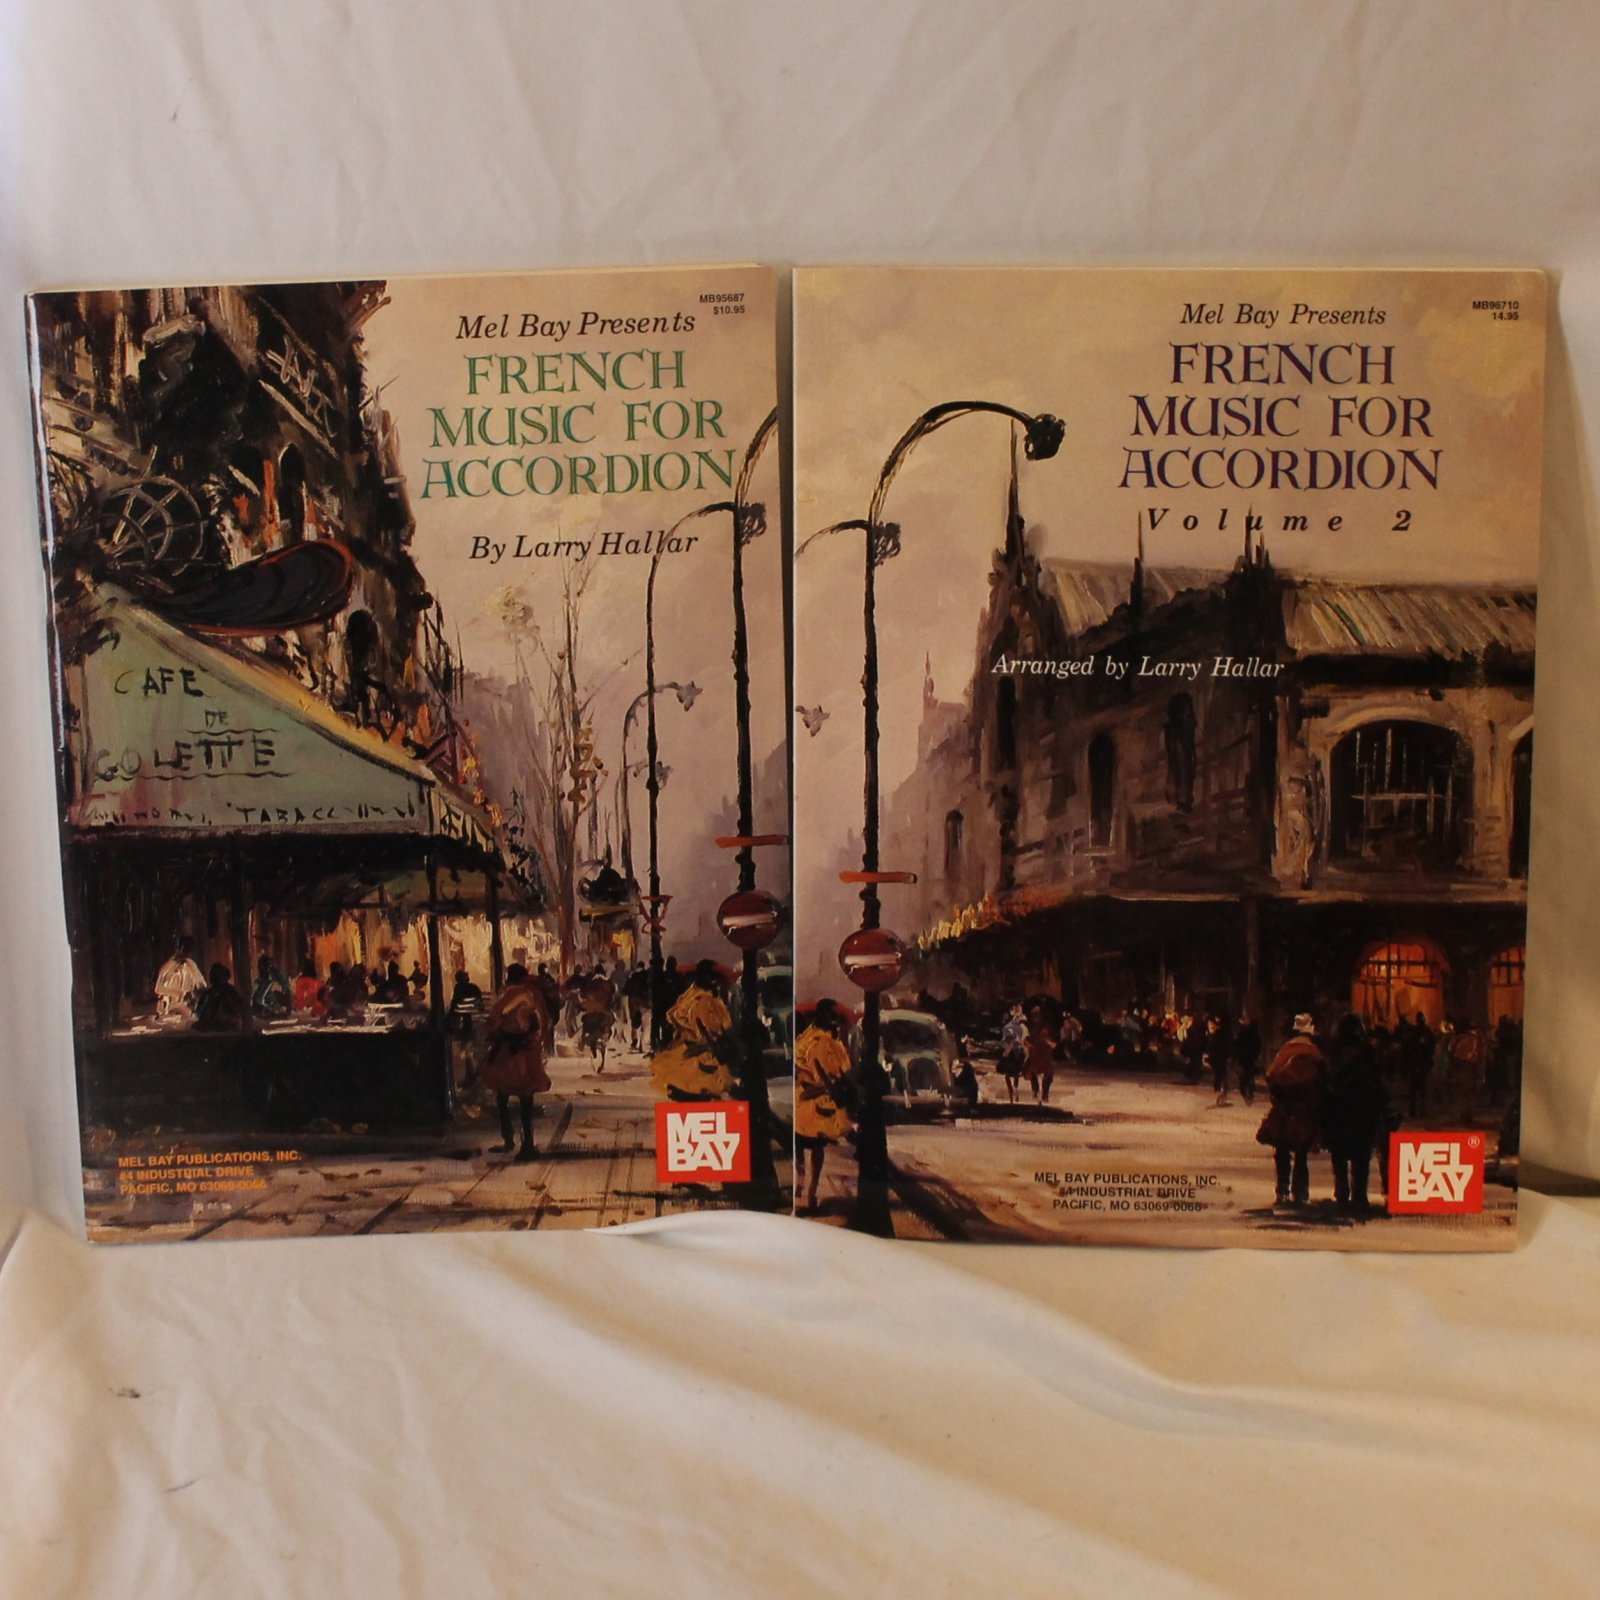 MB95687
$10.95
Mel Bay Presents
FRENCH
MUSIC FOR
ACCORDION
By Larry Hallar
CAFE
DE
COLETTE
TABACC
MEL BAY PUBLICATIONS, INC.
#4 INDUSTRIAL DRIVE
PACIFIC, MO 63069-0066
MEL
BAY
®
MB96710
14.95
Mel Bay Presents
FRENCH
MUSIC FOR
ACCORDION
Volume 2
Arranged by Larry Hallar
MEL BAY PUBLICATIONS, INC.
#4 INDUSTRIAL DRIVE
PACIFIC, MO 63069-0066
MEL
BAY
®